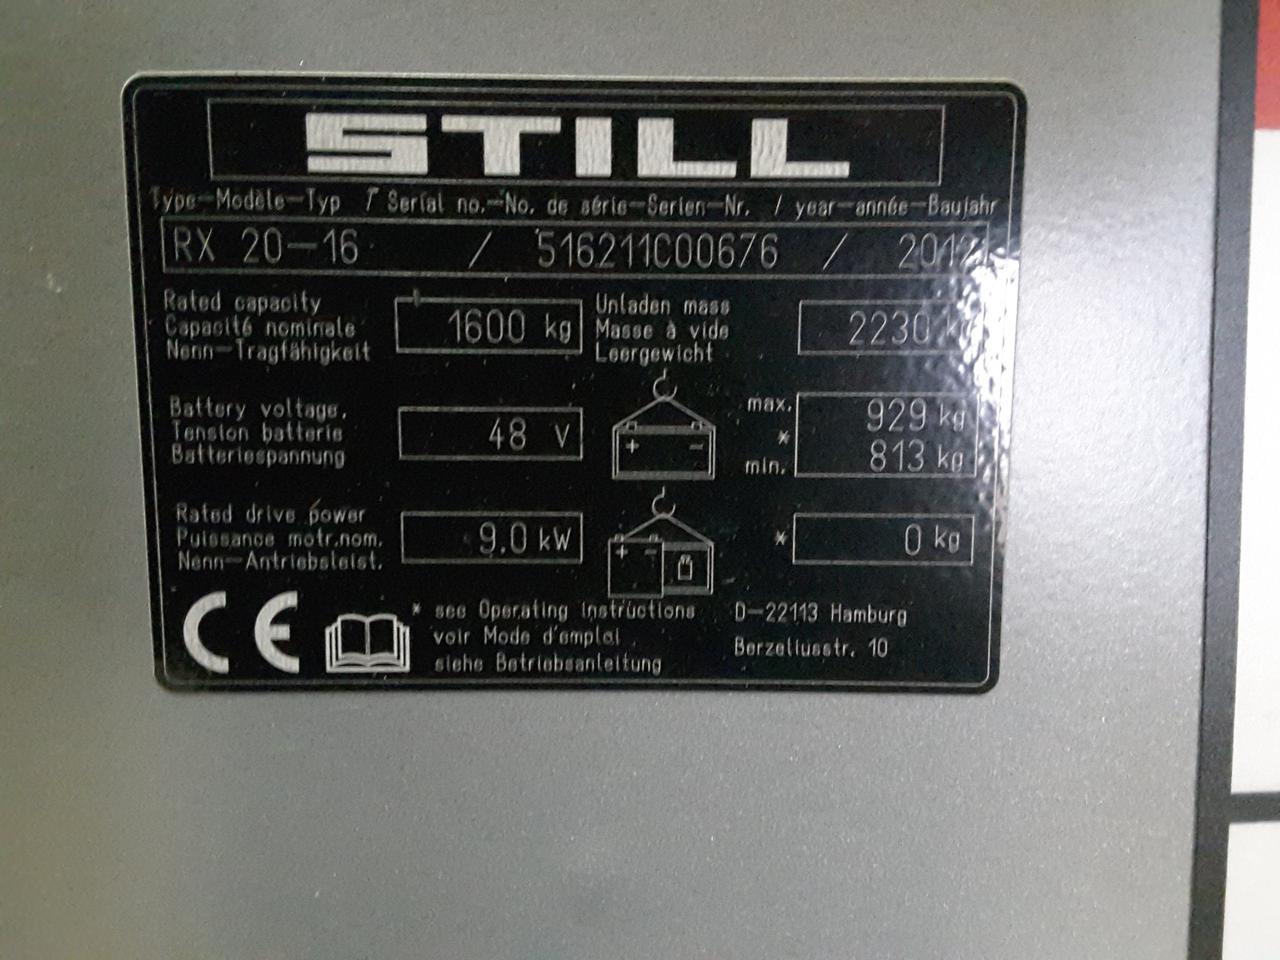 STILL
Type-Modèle-Typ / Serial no.-No. de série-Serien-Nr. / year-année-Baujahr
RX 20-16 / 516211C00676 / 2012
Rated capacity
Capacité nominale
Nenn-Tragfähigkeit
1600 kg
Unladen mass
Masse à vide
Leergewicht
2230 kg
Battery voltage.
Tension batterie
Batteriespannung
48 V
+ -
max.
*
min.
929 kg
813 kg
Rated drive power
Puissance motr.nom.
Nenn-Antriebsleist.
9.0 kW
+ -
* 0 kg
CE
* see Operating instructions
voir Mode d'emploi
siehe Betriebsanleitung
D-22113 Hamburg
Berzeliusstr. 10